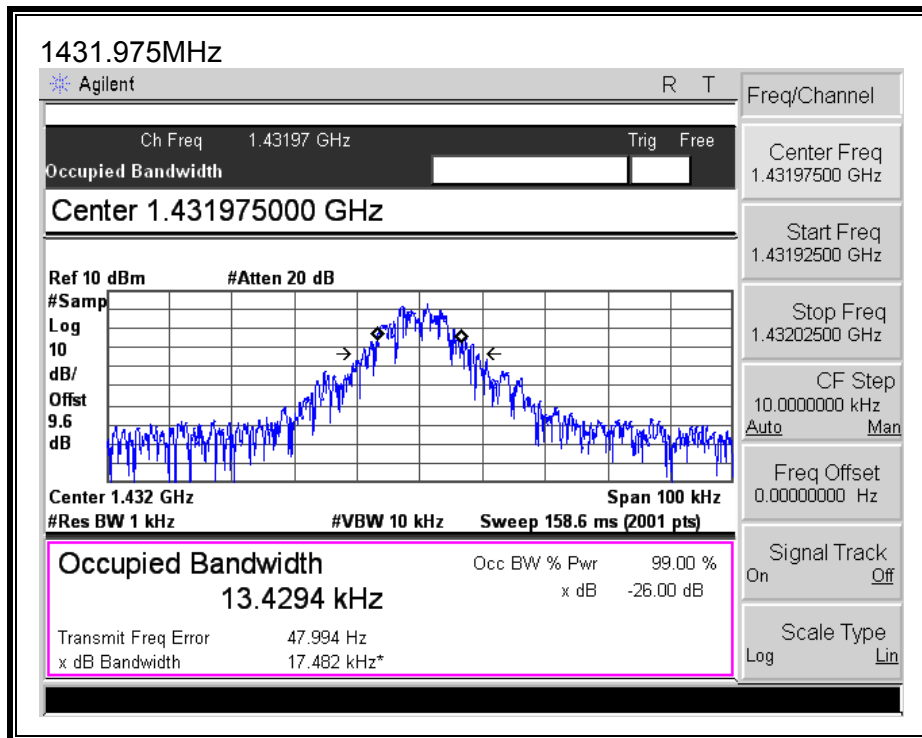 1431.975MHz
Agilent R T
Ch Freq 1.43197 GHz Trig Free
Occupied Bandwidth
Center 1.431975000 GHz
Ref 10 dBm #Atten 20 dB
#Samp
Log
10
dB/
Offst
9.6
dB
Center 1.432 GHz Span 100 kHz
#Res BW 1 kHz #VBW 10 kHz Sweep 158.6 ms (2001 pts)
Occupied Bandwidth
13.4294 kHz
Occ BW % Pwr 99.00 %
x dB -26.00 dB
Transmit Freq Error 47.994 Hz
x dB Bandwidth 17.482 kHz*
Freq/Channel
Center Freq
1.43197500 GHz
Start Freq
1.43192500 GHz
Stop Freq
1.43202500 GHz
CF Step
10.0000000 kHz
Auto Man
Freq Offset
0.00000000 Hz
Signal Track
On Off
Scale Type
Log Lin